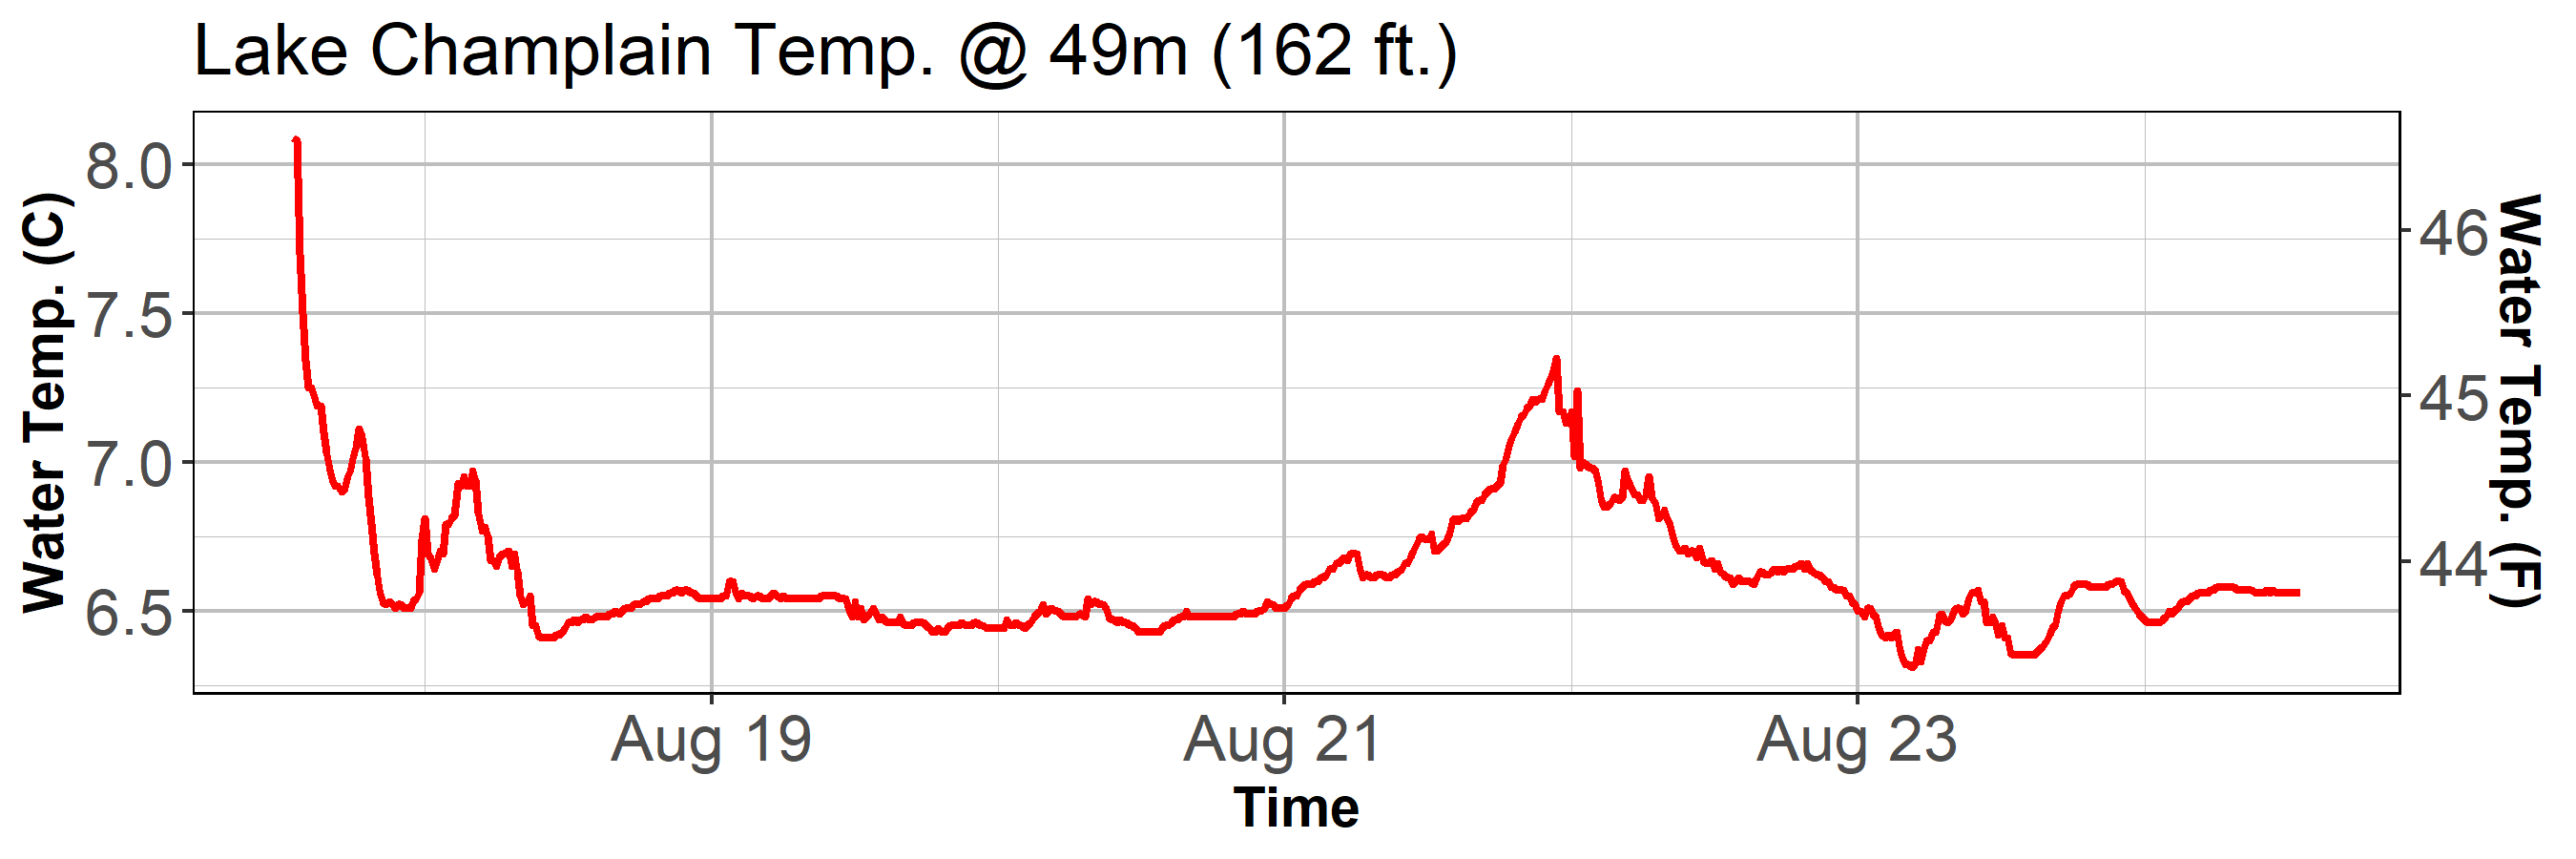 Lake Champlain Temp. @ 49m (162 ft.)
Water Temp. (C)
8.0
7.5
7.0
6.5
46
45
44
Water Temp. (F)
Aug 19
Aug 21
Aug 23
Time